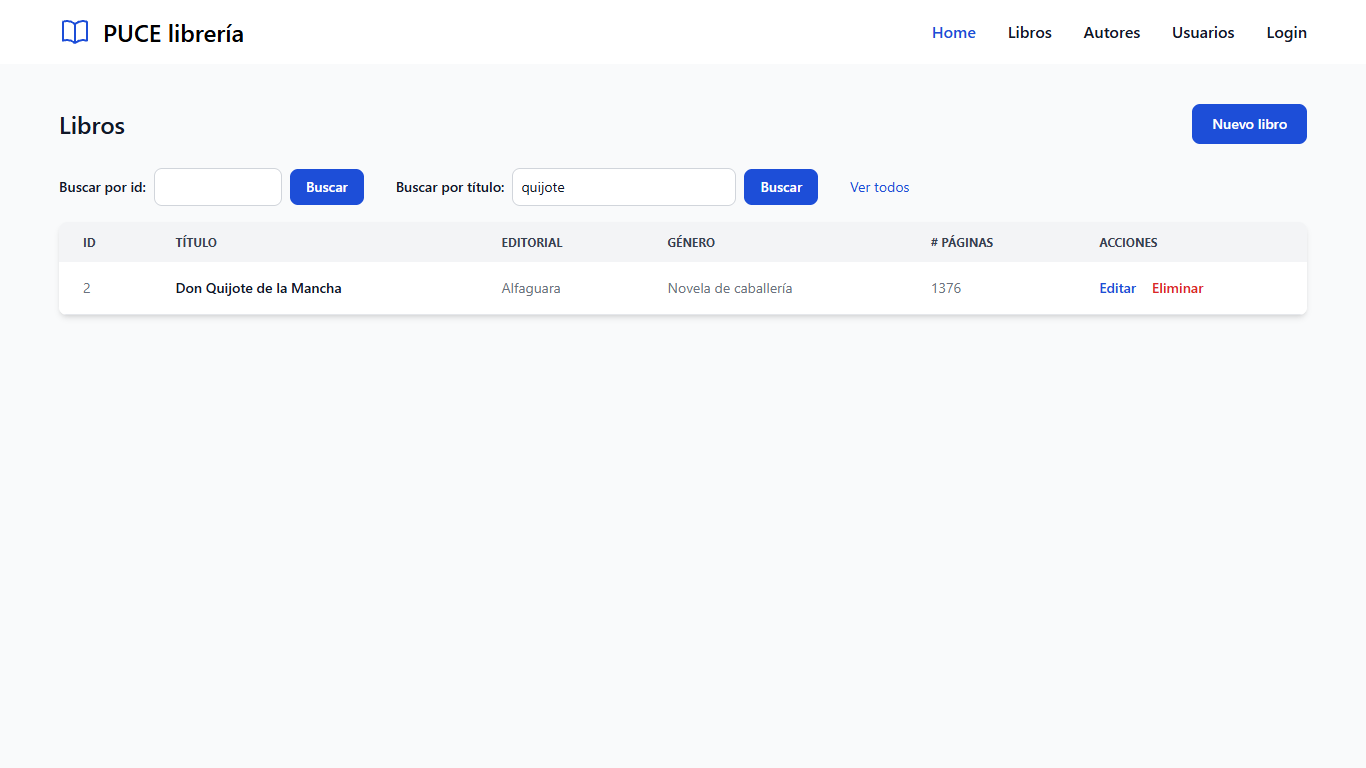 PUCE librería
Home Libros Autores Usuarios Login
Libros
Nuevo libro
Buscar por id: Buscar Buscar por título: quijote Buscar Ver todos
ID TÍTULO EDITORIAL GÉNERO # PÁGINAS ACCIONES
2 Don Quijote de la Mancha Alfaguara Novela de caballería 1376 Editar Eliminar